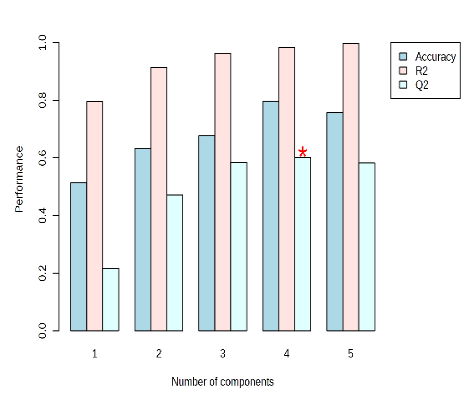 Accuracy
R2
Q2
Performance
1.0
0.8
0.6
0.4
0.2
0.0
*
1 2 3 4 5
Number of components